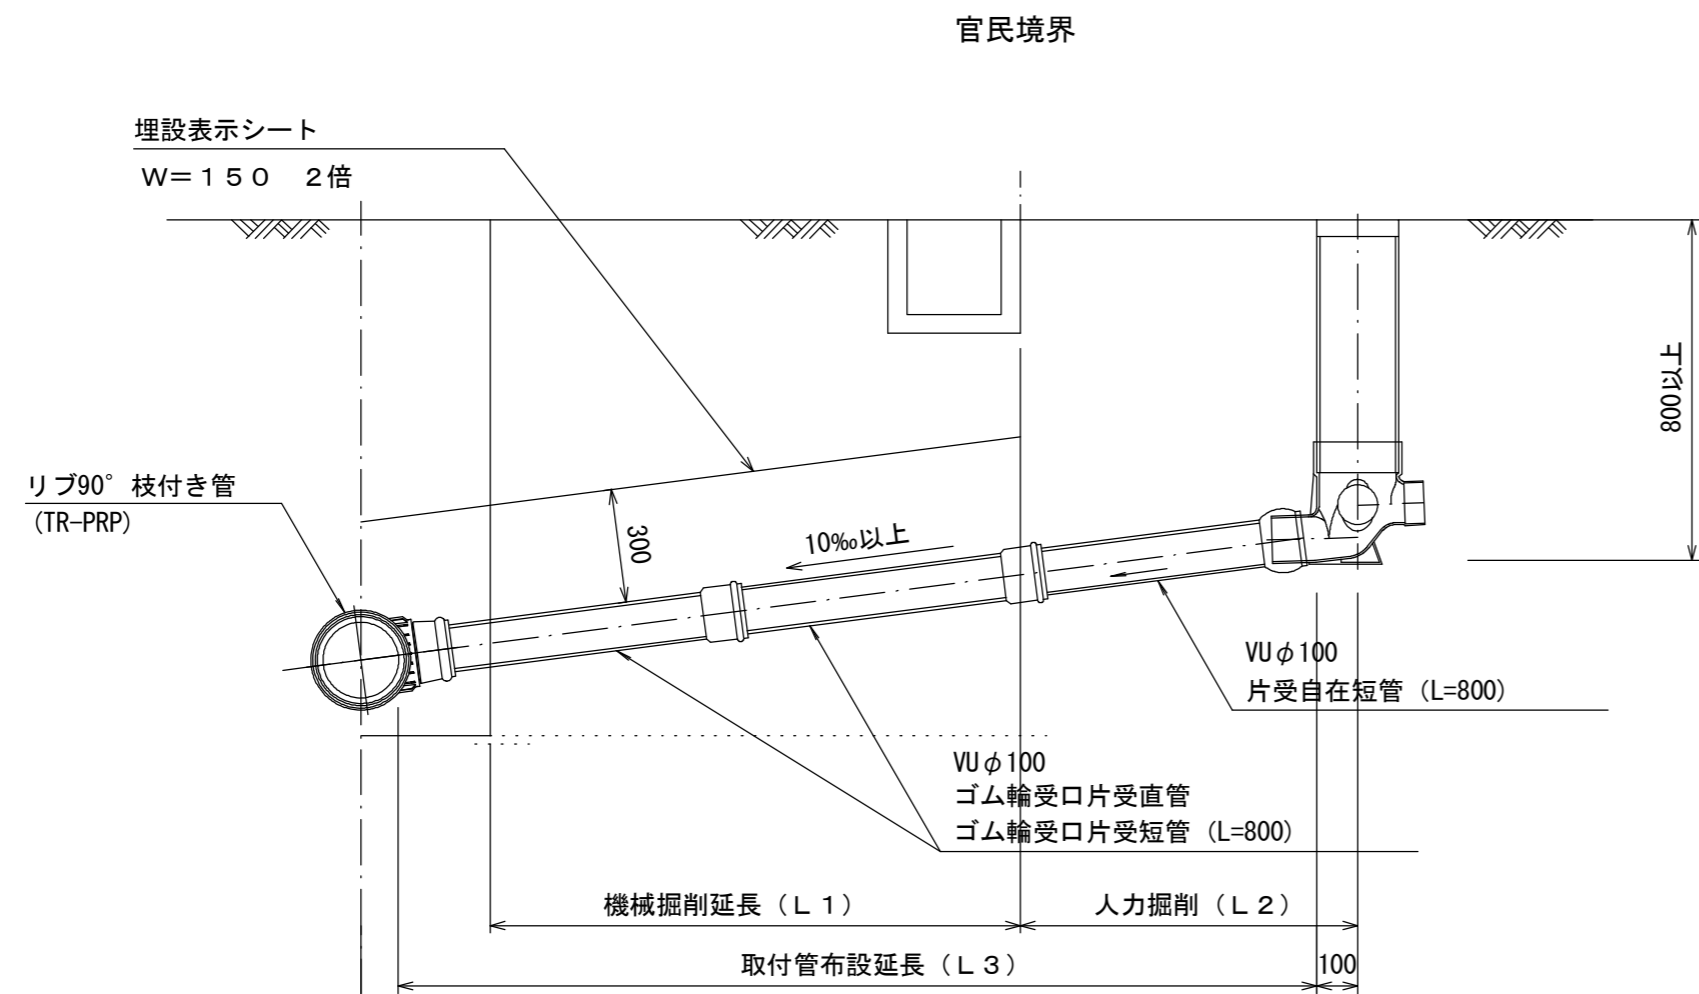 官民境界
埋設表示シート
W=150 2倍
800以上
リブ90°枝付き管
(TR-PRP)
300
10‰以上
VUφ100
片受自在短管 (L=800)
VUφ100
ゴム輪受口片受直管
ゴム輪受口片受短管 (L=800)
機械掘削延長(L1)
人力掘削(L2)
取付管布設延長(L3)
100